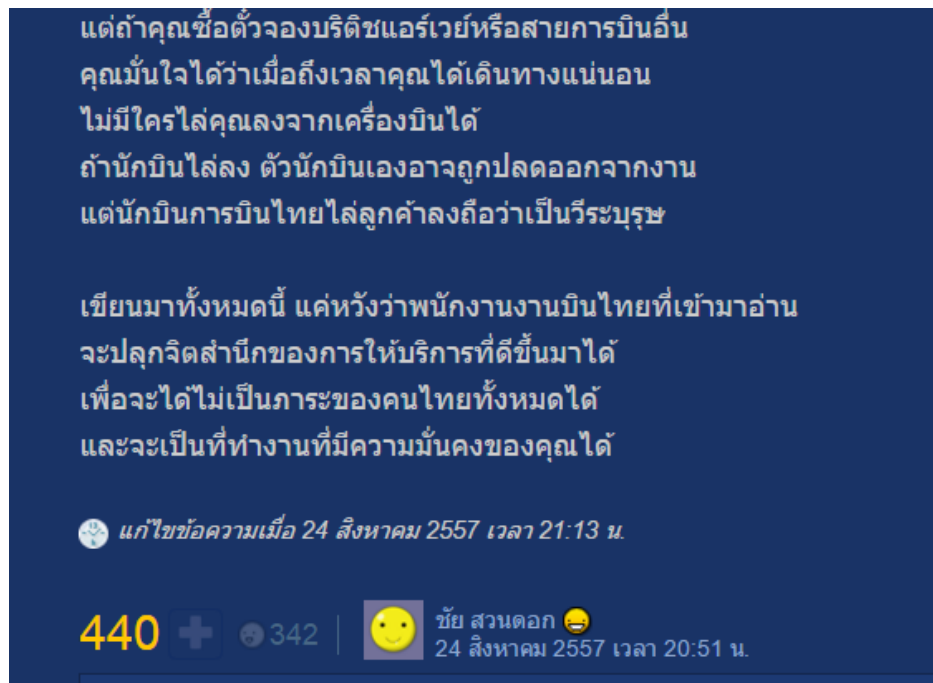 แต่ถ้าคุณซื้อตั๋วจองบริติชแอร์เวย์หรือสายการบินอื่น
คุณมั่นใจได้ว่าเมื่อถึงเวลาคุณได้เดินทางแน่นอน
ไม่มีใครไล่คุณลงจากเครื่องบินได้
ถ้านักบินไล่ลง ตัวนักบินเองอาจถูกปลดออกจากงาน
แต่นักบินการบินไทยไล่ลูกค้าลงถือว่าเป็นวีระบุรุษ
เขียนมาทั้งหมดนี้ แค่หวังว่าพนักงานงานบินไทยที่เข้ามาอ่าน
จะปลุกจิตสำนึกของการให้บริการที่ดีขึ้นมาได้
เพื่อจะได้ไม่เป็นภาระของคนไทยทั้งหมดได้
และจะเป็นที่ทำงานที่มีความมั่นคงของคุณได้
แก้ไขข้อความเมื่อ 24 สิงหาคม 2557 เวลา 21:13 น.
440 342 ชัย สวนดอก
24 สิงหาคม 2557 เวลา 20:51 น.